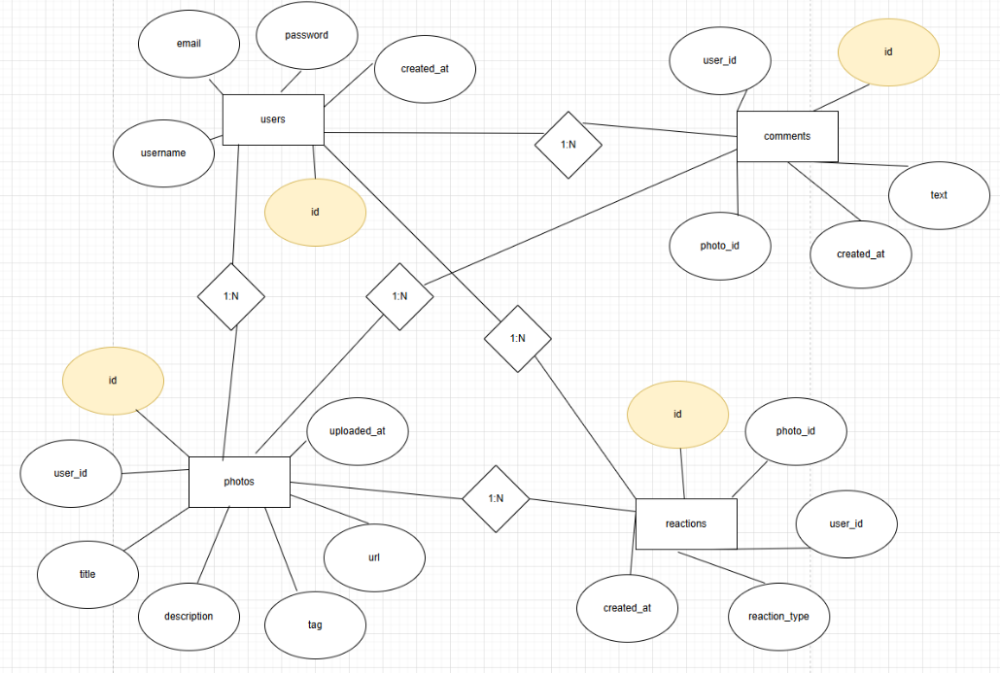 email
password
created_at
users
username
id
1:N
user_id
id
comments
text
photo_id
created_at
1:N
1:N
1:N
id
user_id
photos
uploaded_at
title
description
tag
url
1:N
id
photo_id
reactions
user_id
created_at
reaction_type